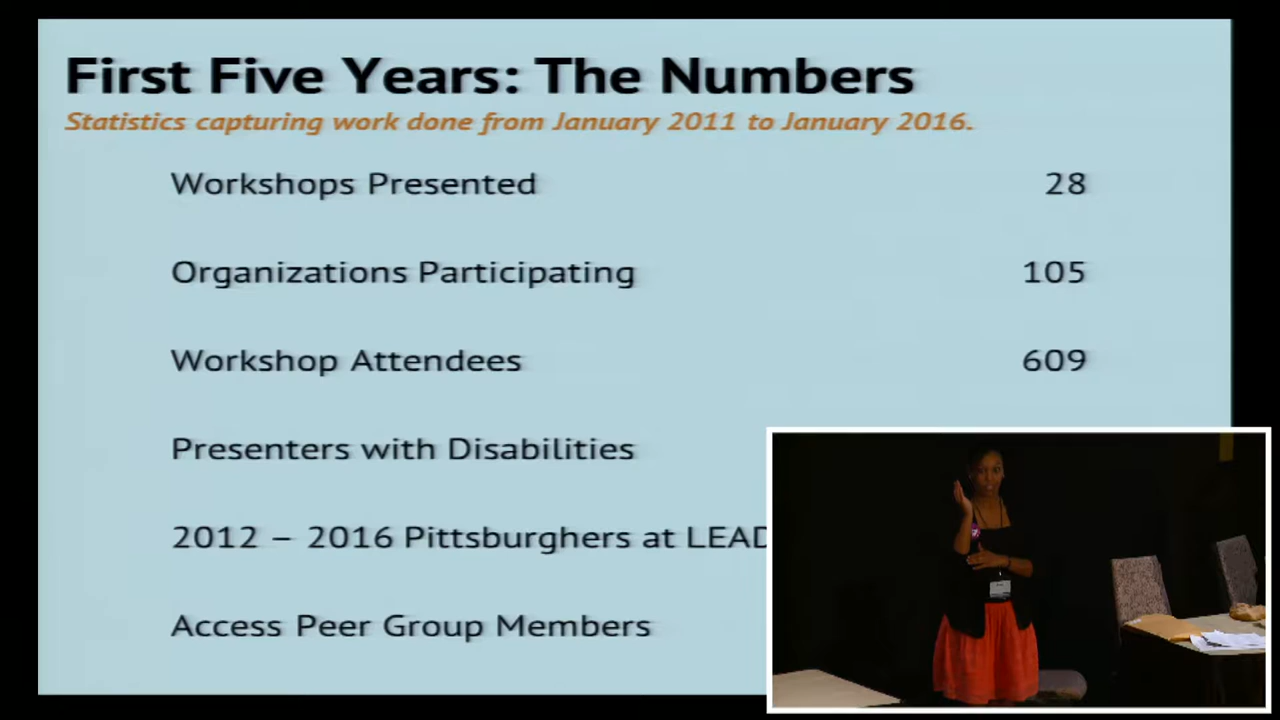 First Five Years: The Numbers
Statistics capturing work done from January 2011 to January 2016.
Workshops Presented 28
Organizations Participating 105
Workshop Attendees 609
Presenters with Disabilities
2012 – 2016 Pittsburghers at LEAD
Access Peer Group Members